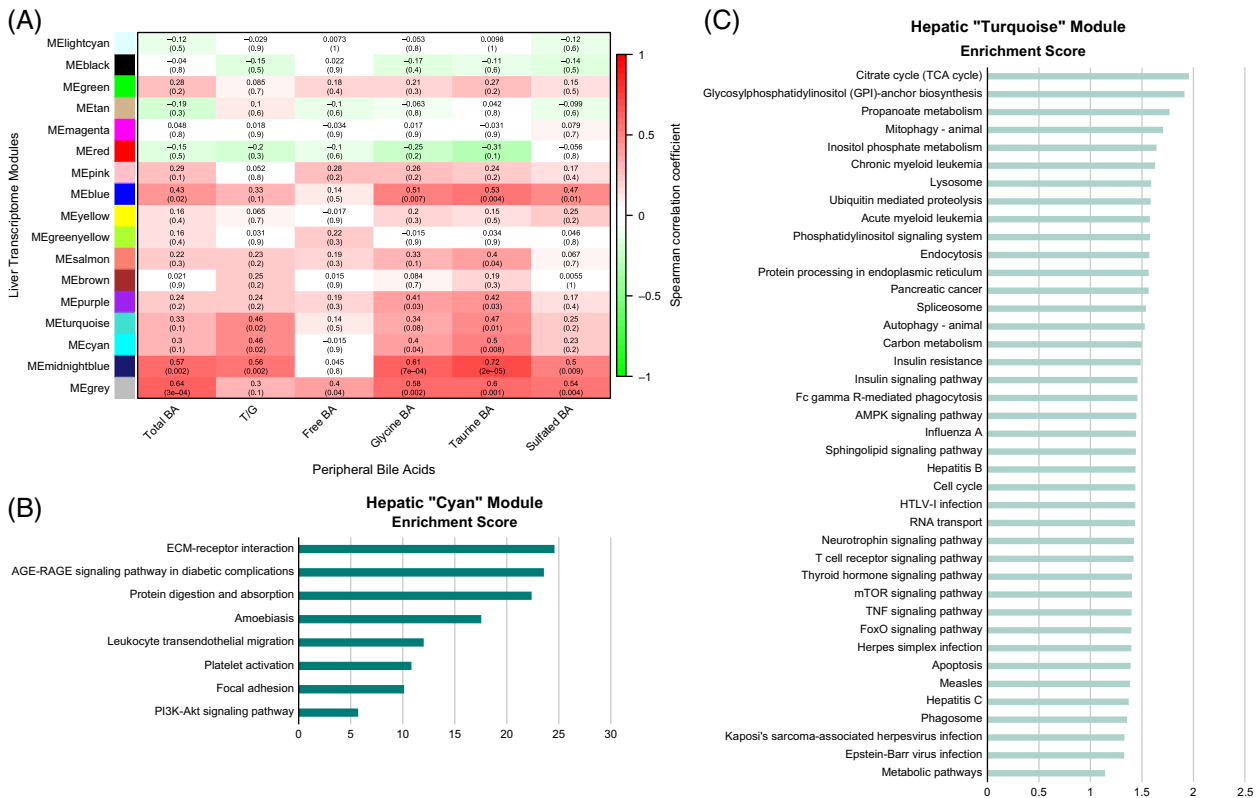 (A)
Liver Transcriptome Modules
MElightcyan −0.12 −0.029 0.0073 −0.053 0.0098 −0.12
(0.5) (0.9) (1) (0.8) (1) (0.6)
MEblack −0.04 −0.15 0.022 −0.17 −0.11 −0.14
(0.8) (0.5) (0.9) (0.4) (0.6) (0.5)
MEgreen 0.28 0.085 0.18 0.21 0.27 0.15
(0.2) (0.7) (0.4) (0.3) (0.2) (0.5)
MEtan −0.19 0.1 −0.1 −0.063 0.042 −0.099
(0.3) (0.6) (0.6) (0.8) (0.8) (0.6)
MEmagenta 0.048 0.018 −0.034 0.017 −0.031 0.079
(0.8) (0.9) (0.9) (0.9) (0.9) (0.7)
MEred −0.15 −0.2 −0.1 −0.25 −0.31 −0.056
(0.5) (0.3) (0.6) (0.2) (0.1) (0.8)
MEpink 0.29 0.052 0.28 0.26 0.24 0.17
(0.1) (0.8) (0.2) (0.2) (0.2) (0.4)
MEblue 0.43 0.33 0.14 0.51 0.53 0.47
(0.02) (0.1) (0.5) (0.007) (0.004) (0.01)
MEyellow 0.16 0.065 −0.017 0.2 0.15 0.25
(0.4) (0.7) (0.9) (0.3) (0.5) (0.2)
MEgreenyellow 0.16 0.031 0.22 −0.015 0.034 0.046
(0.4) (0.9) (0.3) (0.9) (0.9) (0.8)
MEsalmon 0.22 0.23 0.19 0.33 0.4 0.067
(0.3) (0.2) (0.3) (0.1) (0.04) (0.7)
MEbrown 0.021 0.25 0.015 0.084 0.19 0.0055
(0.9) (0.2) (0.9) (0.7) (0.3) (1)
MEpurple 0.24 0.24 0.19 0.41 0.42 0.17
(0.2) (0.2) (0.3) (0.03) (0.03) (0.4)
MEturquoise 0.33 0.46 0.14 0.34 0.47 0.25
(0.1) (0.02) (0.5) (0.08) (0.01) (0.2)
MEcyan 0.3 0.46 −0.015 0.4 0.5 0.23
(0.1) (0.02) (0.9) (0.04) (0.008) (0.2)
MEmidnightblue 0.57 0.56 0.045 0.61 0.72 0.5
(0.002) (0.002) (0.8) (7e−04) (2e−05) (0.009)
MEgrey 0.64 0.3 0.4 0.58 0.6 0.54
(3e−04) (0.1) (0.04) (0.002) (0.001) (0.004)
Total BA T/G Free BA Glycine BA Taurine BA Sulfated BA
Peripheral Bile Acids
1
0.5
0
−0.5
−1
Spearman correlation coefficient
(B)
Hepatic "Cyan" Module
Enrichment Score
ECM-receptor interaction
AGE-RAGE signaling pathway in diabetic complications
Protein digestion and absorption
Amoebiasis
Leukocyte transendothelial migration
Platelet activation
Focal adhesion
PI3K-Akt signaling pathway
0 5 10 15 20 25 30
(C)
Hepatic "Turquoise" Module
Enrichment Score
Citrate cycle (TCA cycle)
Glycosylphosphatidylinositol (GPI)-anchor biosynthesis
Propanoate metabolism
Mitophagy - animal
Inositol phosphate metabolism
Chronic myeloid leukemia
Lysosome
Ubiquitin mediated proteolysis
Acute myeloid leukemia
Phosphatidylinositol signaling system
Endocytosis
Protein processing in endoplasmic reticulum
Pancreatic cancer
Spliceosome
Autophagy - animal
Carbon metabolism
Insulin resistance
Insulin signaling pathway
Fc gamma R-mediated phagocytosis
AMPK signaling pathway
Influenza A
Sphingolipid signaling pathway
Hepatitis B
Cell cycle
HTLV-I infection
RNA transport
Neurotrophin signaling pathway
T cell receptor signaling pathway
Thyroid hormone signaling pathway
mTOR signaling pathway
TNF signaling pathway
FoxO signaling pathway
Herpes simplex infection
Apoptosis
Measles
Hepatitis C
Phagosome
Kaposi's sarcoma-associated herpesvirus infection
Epstein-Barr virus infection
Metabolic pathways
0 0.5 1 1.5 2 2.5